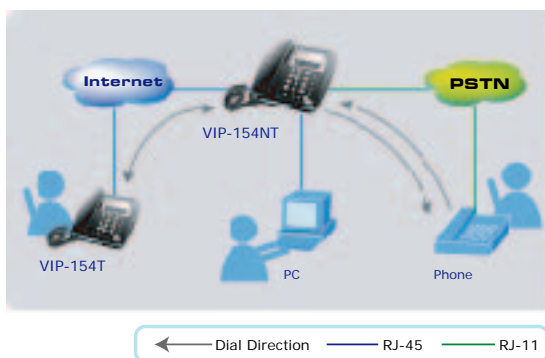 Internet
PSTN
VIP-154NT
VIP-154T
PC
Phone
Dial Direction RJ-45 RJ-11